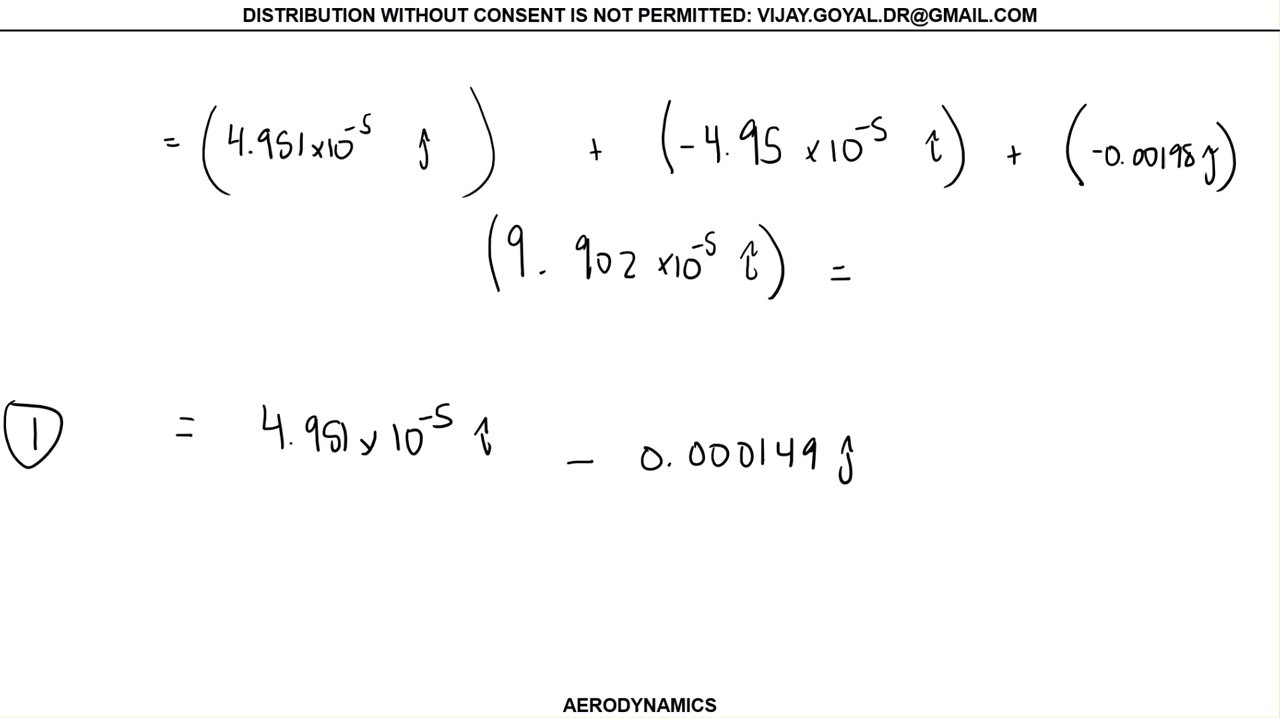 DISTRIBUTION WITHOUT CONSENT IS NOT PERMITTED: VIJAY.GOYAL.DR@GMAIL.COM
= (4.951×10⁻⁵ ĵ) + (-4.95 ×10⁻⁵ î) + (-0.00198 ĵ)
(9.902 ×10⁻⁵ î) =
① = 4.951×10⁻⁵ î − 0.000149 ĵ
AERODYNAMICS